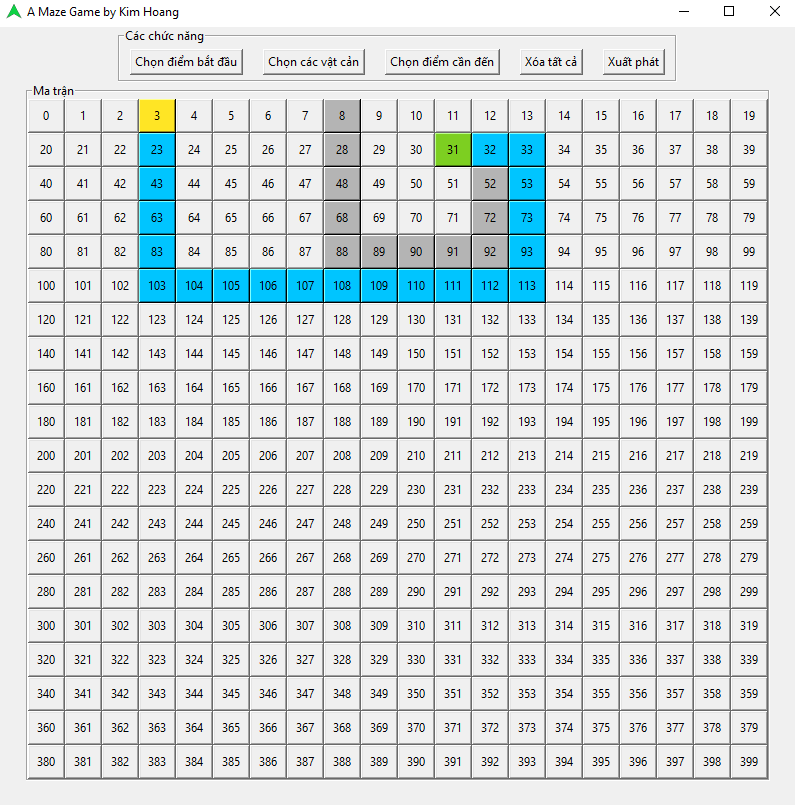 A Maze Game by Kim Hoang
Các chức năng
Chọn điểm bắt đầu Chọn các vật cản Chọn điểm cần đến Xóa tất cả Xuất phát
Ma trận
0 1 2 3 4 5 6 7 8 9 10 11 12 13 14 15 16 17 18 19
20 21 22 23 24 25 26 27 28 29 30 31 32 33 34 35 36 37 38 39
40 41 42 43 44 45 46 47 48 49 50 51 52 53 54 55 56 57 58 59
60 61 62 63 64 65 66 67 68 69 70 71 72 73 74 75 76 77 78 79
80 81 82 83 84 85 86 87 88 89 90 91 92 93 94 95 96 97 98 99
100 101 102 103 104 105 106 107 108 109 110 111 112 113 114 115 116 117 118 119
120 121 122 123 124 125 126 127 128 129 130 131 132 133 134 135 136 137 138 139
140 141 142 143 144 145 146 147 148 149 150 151 152 153 154 155 156 157 158 159
160 161 162 163 164 165 166 167 168 169 170 171 172 173 174 175 176 177 178 179
180 181 182 183 184 185 186 187 188 189 190 191 192 193 194 195 196 197 198 199
200 201 202 203 204 205 206 207 208 209 210 211 212 213 214 215 216 217 218 219
220 221 222 223 224 225 226 227 228 229 230 231 232 233 234 235 236 237 238 239
240 241 242 243 244 245 246 247 248 249 250 251 252 253 254 255 256 257 258 259
260 261 262 263 264 265 266 267 268 269 270 271 272 273 274 275 276 277 278 279
280 281 282 283 284 285 286 287 288 289 290 291 292 293 294 295 296 297 298 299
300 301 302 303 304 305 306 307 308 309 310 311 312 313 314 315 316 317 318 319
320 321 322 323 324 325 326 327 328 329 330 331 332 333 334 335 336 337 338 339
340 341 342 343 344 345 346 347 348 349 350 351 352 353 354 355 356 357 358 359
360 361 362 363 364 365 366 367 368 369 370 371 372 373 374 375 376 377 378 379
380 381 382 383 384 385 386 387 388 389 390 391 392 393 394 395 396 397 398 399